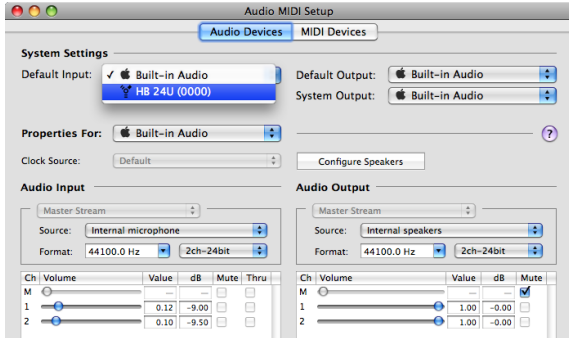 Audio MIDI Setup
Audio Devices MIDI Devices
System Settings
Default Input: ✓ Built-in Audio
HB 24U (0000)
Default Output: Built-in Audio
System Output: Built-in Audio
Properties For: Built-in Audio ?
Clock Source: Default Configure Speakers
Audio Input
Master Stream
Source: Internal microphone
Format: 44100.0 Hz 2ch-24bit
Ch Volume Value dB Mute Thru
M — —
1 0.12 -9.00
2 0.10 -9.50
Audio Output
Master Stream
Source: Internal speakers
Format: 44100.0 Hz 2ch-24bit
Ch Volume Value dB Mute
M — —
1 1.00 -0.00
2 1.00 -0.00